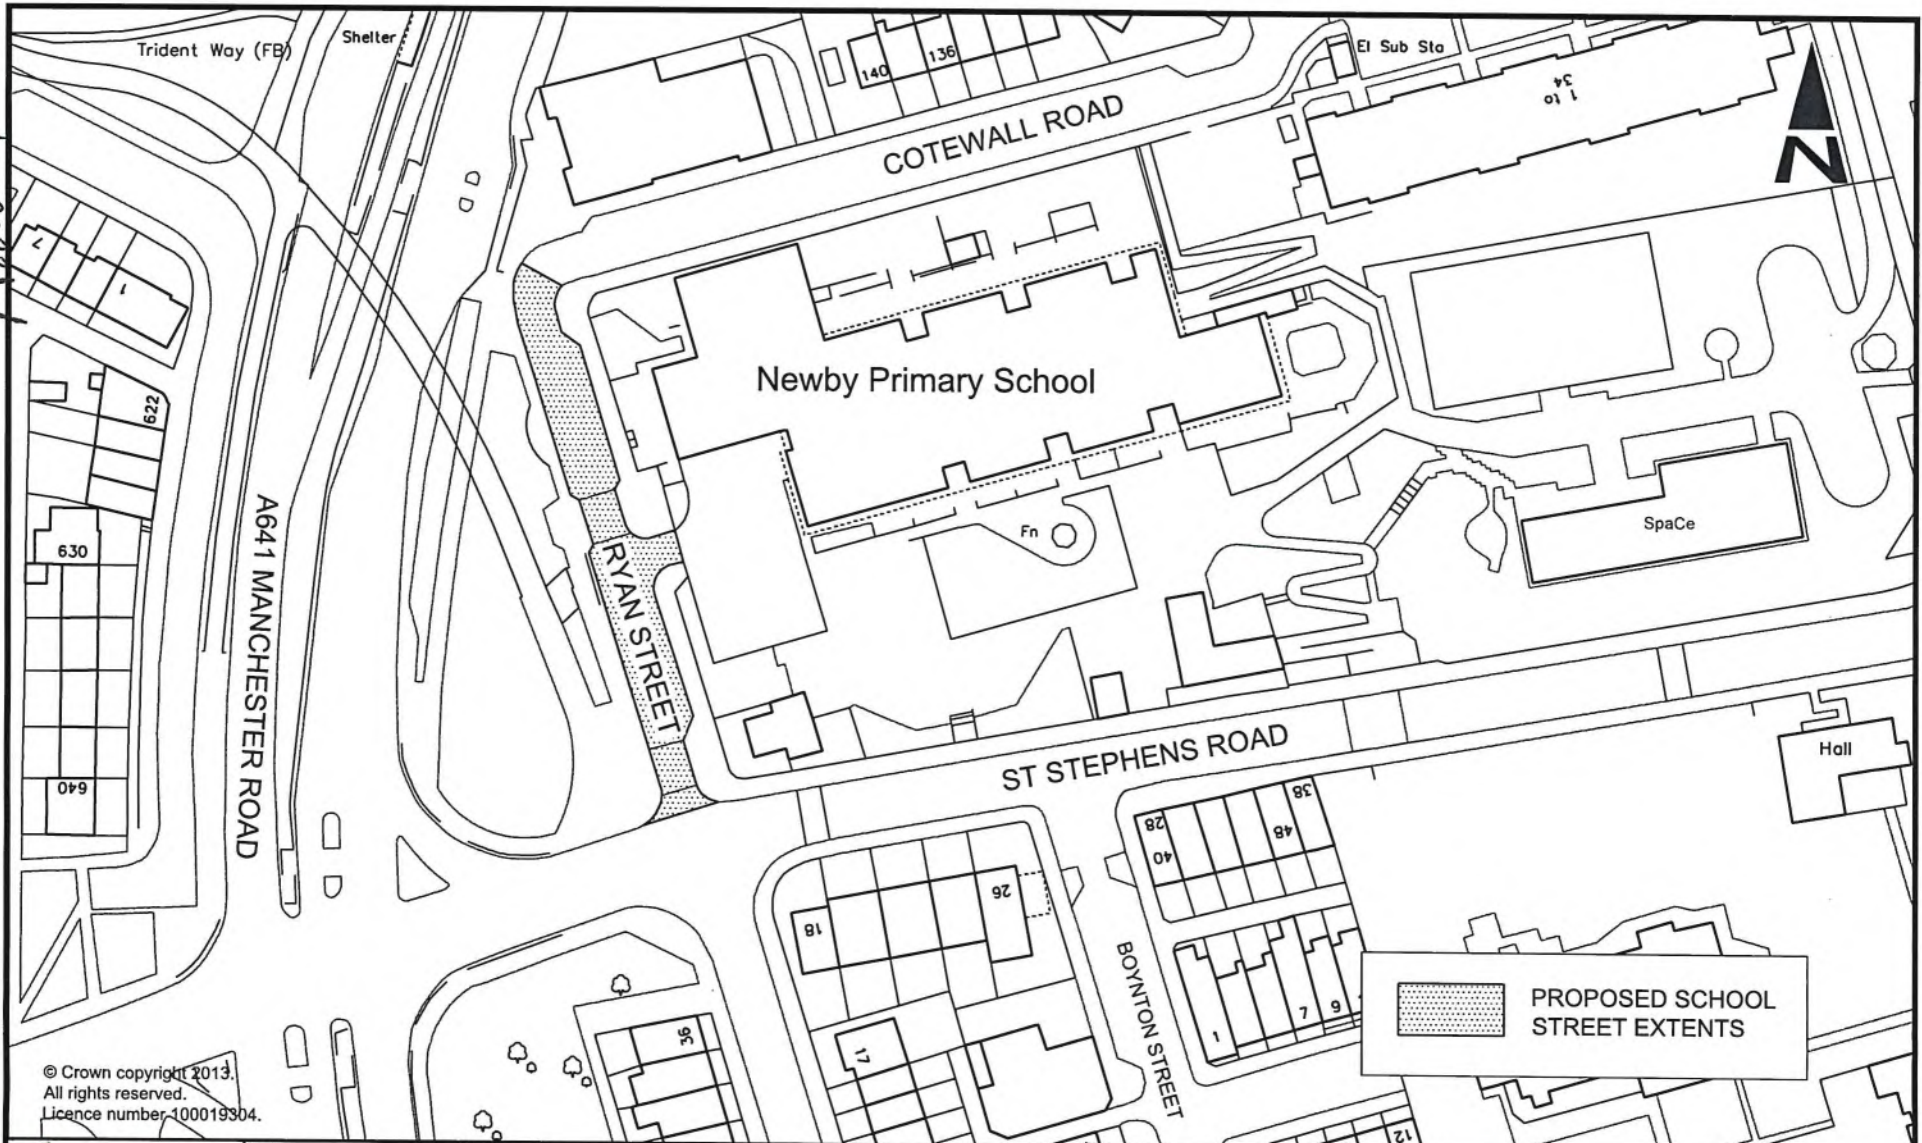 Trident Way (FB)
Shelter
140
136
El Sub Sta
1 to
34
COTEWALL ROAD
N
7
1
Newby Primary School
622
A641 MANCHESTER ROAD
630
Fn
SpaCe
RYAN STREET
640
ST STEPHENS ROAD
Hall
38
28
48
40
26
18
BOYNTON STREET
1
7
9
PROPOSED SCHOOL
STREET EXTENTS
36
17
12
© Crown copyright 2013.
All rights reserved.
Licence number 100019304.